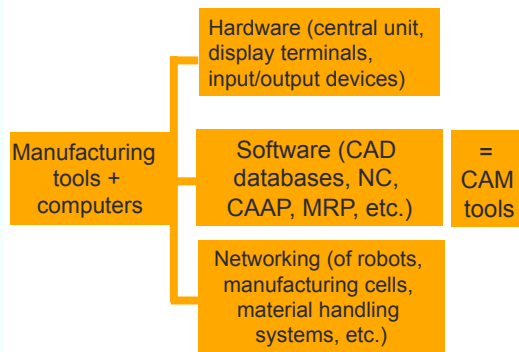 Hardware (central unit,
display terminals,
input/output devices)
Manufacturing
tools +
computers
Software (CAD
databases, NC,
CAAP, MRP, etc.)
=
CAM
tools
Networking (of robots,
manufacturing cells,
material handling
systems, etc.)